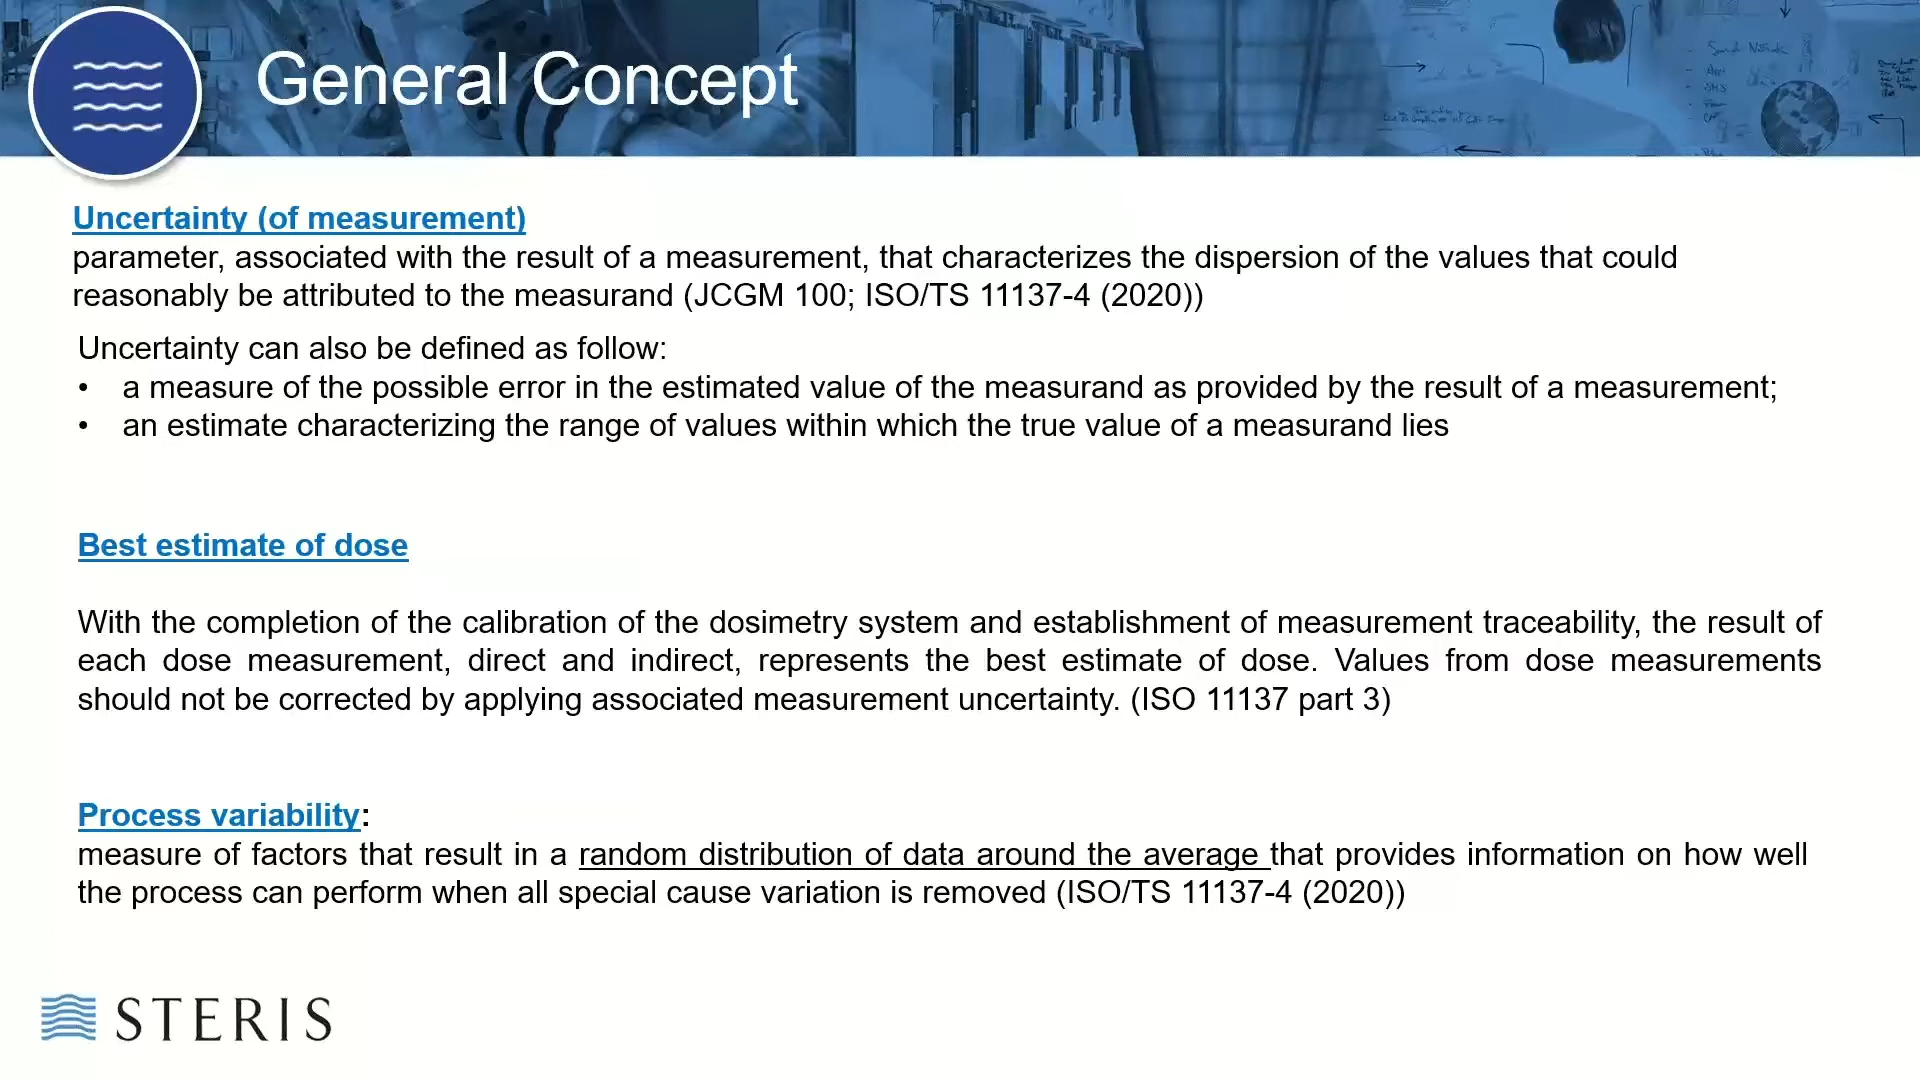 General Concept
Uncertainty (of measurement)
parameter, associated with the result of a measurement, that characterizes the dispersion of the values that could
reasonably be attributed to the measurand (JCGM 100; ISO/TS 11137-4 (2020))
Uncertainty can also be defined as follow:
• a measure of the possible error in the estimated value of the measurand as provided by the result of a measurement;
• an estimate characterizing the range of values within which the true value of a measurand lies
Best estimate of dose
With the completion of the calibration of the dosimetry system and establishment of measurement traceability, the result of
each dose measurement, direct and indirect, represents the best estimate of dose. Values from dose measurements
should not be corrected by applying associated measurement uncertainty. (ISO 11137 part 3)
Process variability:
measure of factors that result in a random distribution of data around the average that provides information on how well
the process can perform when all special cause variation is removed (ISO/TS 11137-4 (2020))
STERIS